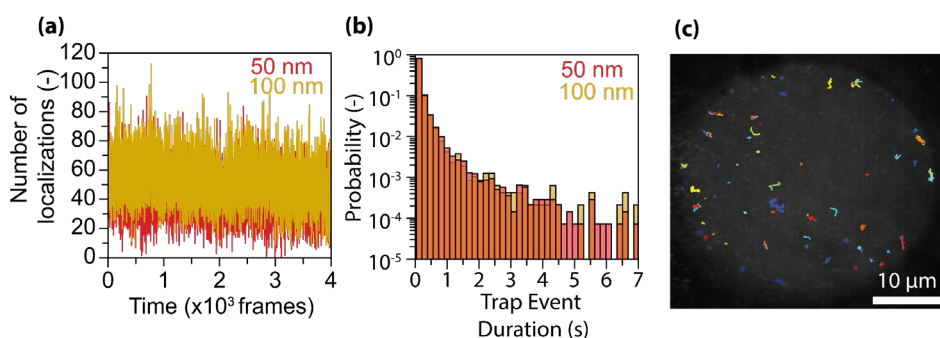 (a)
50 nm
100 nm
Number of
localizations (-)
120
100
80
60
40
20
0
0 1 2 3 4
Time (x10³ frames)
(b)
50 nm
100 nm
Probability (-)
10⁰
10⁻¹
10⁻²
10⁻³
10⁻⁴
10⁻⁵
0 1 2 3 4 5 6 7
Trap Event
Duration (s)
(c)
10 µm